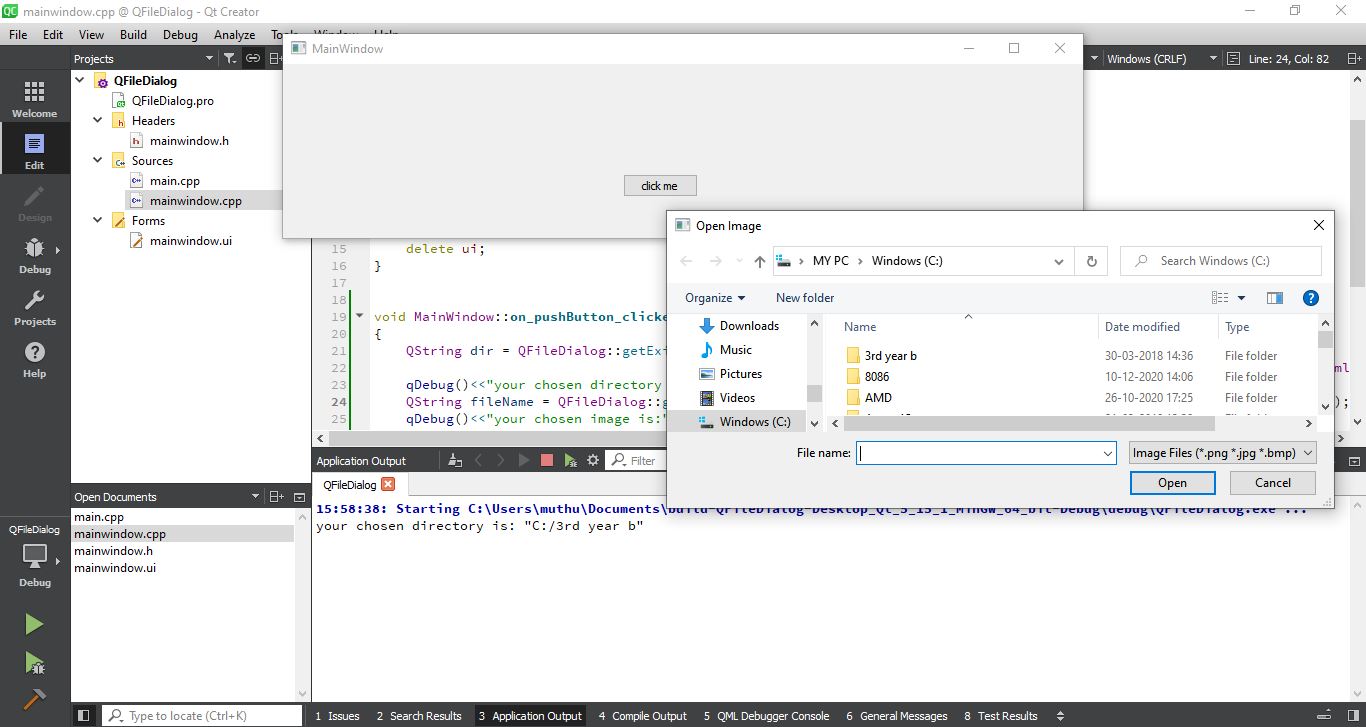 mainwindow.cpp @ QFileDialog - Qt Creator
File Edit View Build Debug Analyze
MainWindow
Projects
Windows (CRLF)
Line: 24, Col: 82
Welcome
Edit
Design
Debug
Projects
Help
QFileDialog
QFileDialog.pro
Headers
mainwindow.h
Sources
main.cpp
mainwindow.cpp
Forms
mainwindow.ui
click me
15 delete ui;
16 }
17
18
19 void MainWindow::on_pushButton_clicke
20 {
21 QString dir = QFileDialog::getExi
22
23 qDebug()<<"your chosen directory
24 QString fileName = QFileDialog::g
25 qDebug()<<"your chosen image is:"
ml
);
Open Image
MY PC > Windows (C:)
Search Windows (C:)
Organize New folder
Downloads
Music
Pictures
Videos
Windows (C:)
Name Date modified Type
3rd year b 30-03-2018 14:36 File folder
8086 10-12-2020 14:06 File folder
AMD 26-10-2020 17:25 File folder
File name:
Image Files (*.png *.jpg *.bmp)
Open Cancel
Application Output
Filter
QFileDialog
15:58:38: Starting C:\Users\muthu\Documents\build-QFileDialog-Desktop_Qt_5_15_1_MinGW_64_bit-Debug\debug\QFileDialog.exe ...
your chosen directory is: "C:/3rd year b"
Open Documents
main.cpp
mainwindow.cpp
mainwindow.h
mainwindow.ui
QFileDialog
Debug
Type to locate (Ctrl+K)
1 Issues 2 Search Results 3 Application Output 4 Compile Output 5 QML Debugger Console 6 General Messages 8 Test Results